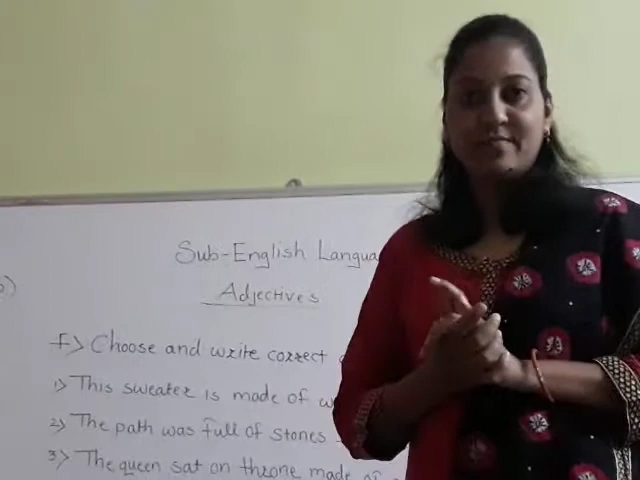 Sub-English
Adjectives
F> Choose and write correct
1> This sweater is made of
2> The path was full of stones
3> The queen sat on throne made of